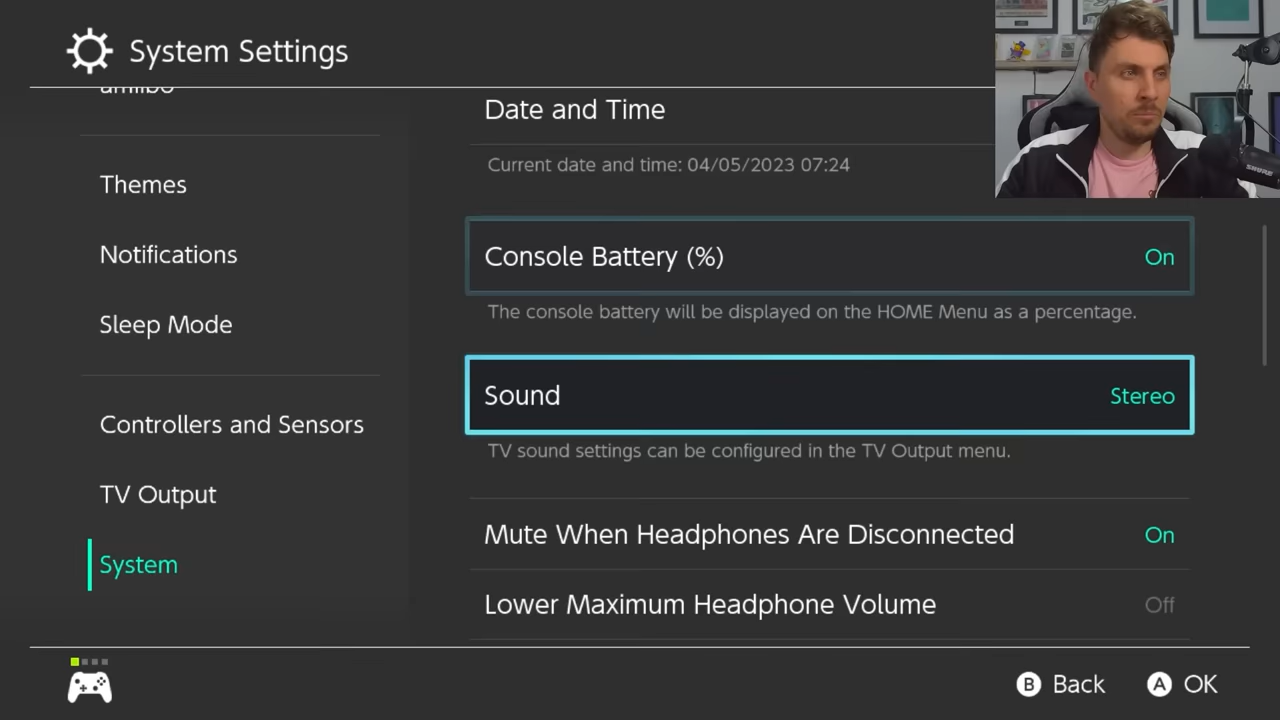 System Settings
amiibo
Themes
Notifications
Sleep Mode
Controllers and Sensors
TV Output
System
Date and Time
Current date and time: 04/05/2023 07:24
Console Battery (%) On
The console battery will be displayed on the HOME Menu as a percentage.
Sound Stereo
TV sound settings can be configured in the TV Output menu.
Mute When Headphones Are Disconnected On
Lower Maximum Headphone Volume Off
B Back A OK
SHURE